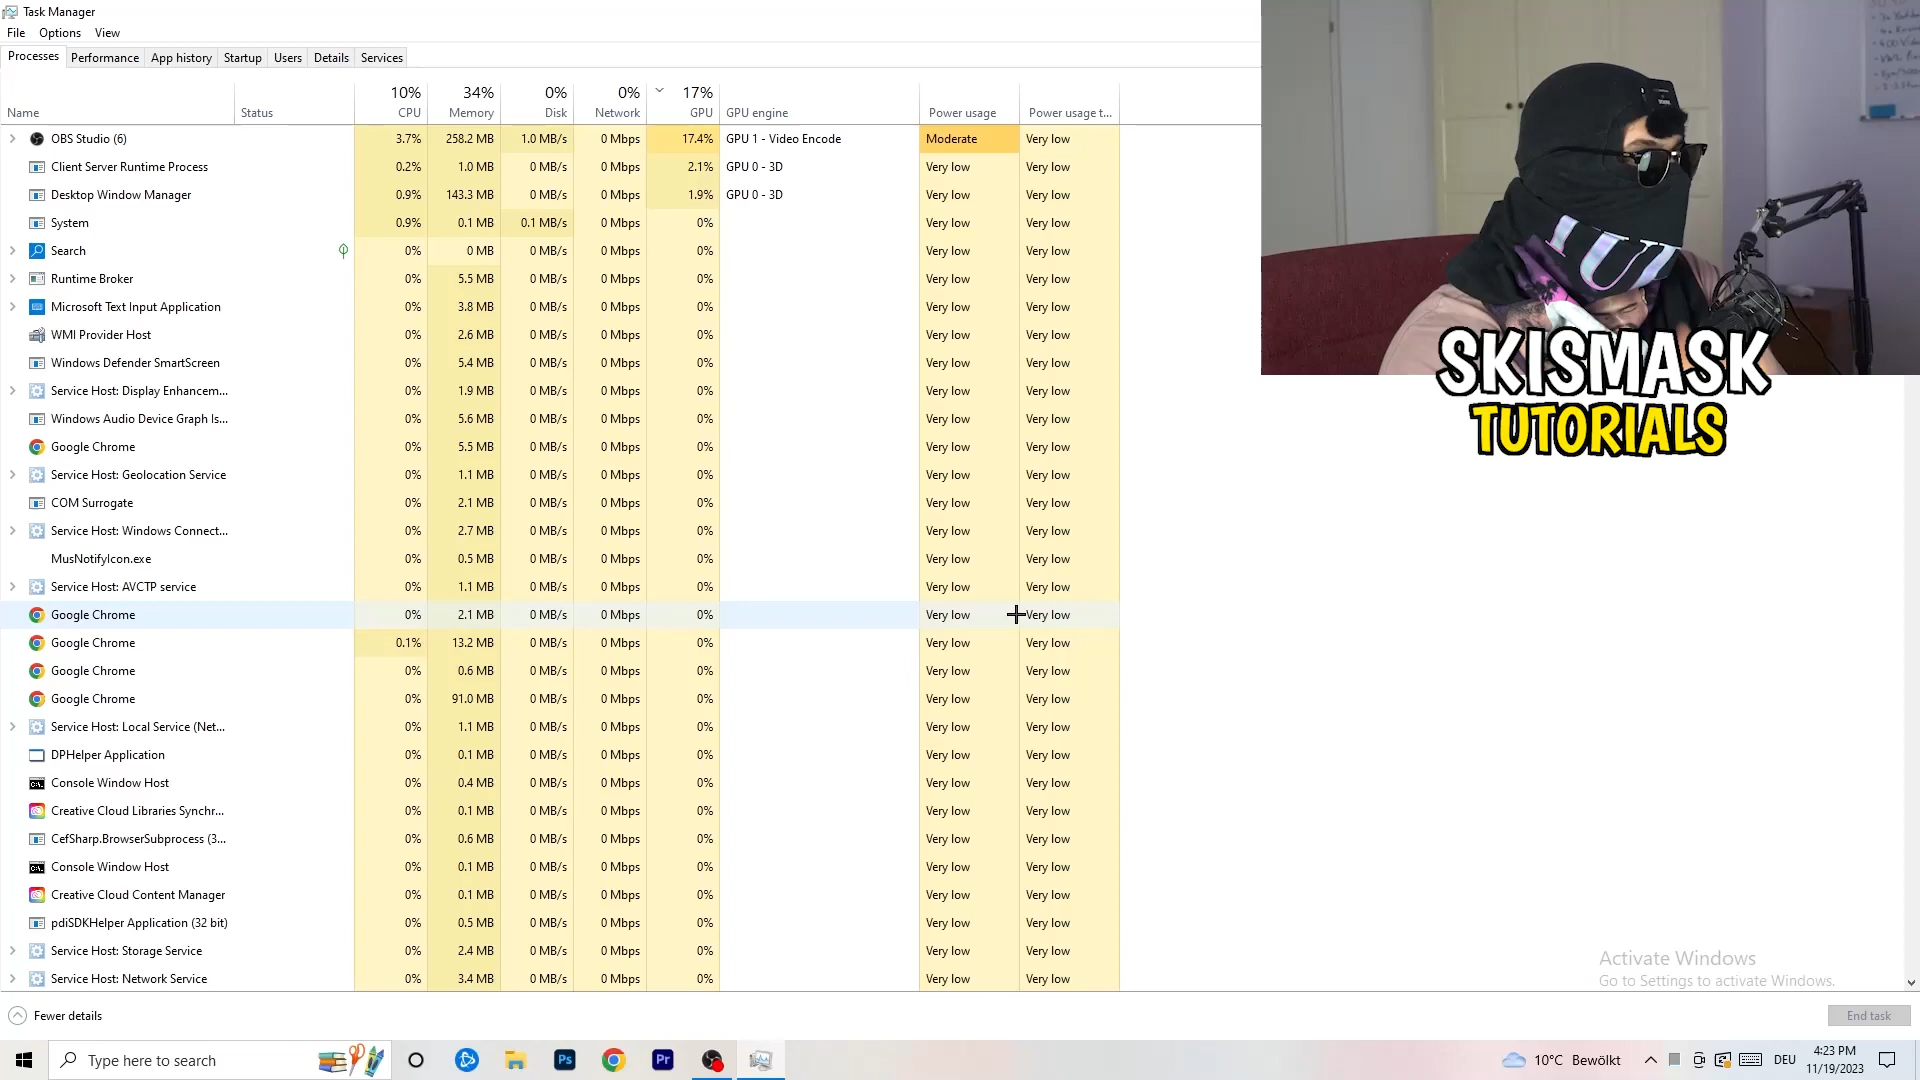 Task Manager
File Options View
Processes Performance App history Startup Users Details Services
10% 34% 0% 0% 17%
Name Status CPU Memory Disk Network GPU GPU engine Power usage Power usage t...
OBS Studio (6) 3.7% 258.2 MB 1.0 MB/s 0 Mbps 17.4% GPU 1 - Video Encode Moderate Very low
Client Server Runtime Process 0.2% 1.0 MB 0 MB/s 0 Mbps 2.1% GPU 0 - 3D Very low Very low
Desktop Window Manager 0.9% 143.3 MB 0 MB/s 0 Mbps 1.9% GPU 0 - 3D Very low Very low
System 0.9% 0.1 MB 0.1 MB/s 0 Mbps 0% Very low Very low
Search 0% 0 MB 0 MB/s 0 Mbps 0% Very low Very low
Runtime Broker 0% 5.5 MB 0 MB/s 0 Mbps 0% Very low Very low
Microsoft Text Input Application 0% 3.8 MB 0 MB/s 0 Mbps 0% Very low Very low
WMI Provider Host 0% 2.6 MB 0 MB/s 0 Mbps 0% Very low Very low
Windows Defender SmartScreen 0% 5.4 MB 0 MB/s 0 Mbps 0% Very low Very low
Service Host: Display Enhancem... 0% 1.9 MB 0 MB/s 0 Mbps 0% Very low Very low
Windows Audio Device Graph Is... 0% 5.6 MB 0 MB/s 0 Mbps 0% Very low Very low
Google Chrome 0% 5.5 MB 0 MB/s 0 Mbps 0% Very low Very low
Service Host: Geolocation Service 0% 1.1 MB 0 MB/s 0 Mbps 0% Very low Very low
COM Surrogate 0% 2.1 MB 0 MB/s 0 Mbps 0% Very low Very low
Service Host: Windows Connect... 0% 2.7 MB 0 MB/s 0 Mbps 0% Very low Very low
MusNotifyIcon.exe 0% 0.5 MB 0 MB/s 0 Mbps 0% Very low Very low
Service Host: AVCTP service 0% 1.1 MB 0 MB/s 0 Mbps 0% Very low Very low
Google Chrome 0% 2.1 MB 0 MB/s 0 Mbps 0% Very low Very low
Google Chrome 0.1% 13.2 MB 0 MB/s 0 Mbps 0% Very low Very low
Google Chrome 0% 0.6 MB 0 MB/s 0 Mbps 0% Very low Very low
Google Chrome 0% 91.0 MB 0 MB/s 0 Mbps 0% Very low Very low
Service Host: Local Service (Net... 0% 1.1 MB 0 MB/s 0 Mbps 0% Very low Very low
DPHelper Application 0% 0.1 MB 0 MB/s 0 Mbps 0% Very low Very low
Console Window Host 0% 0.4 MB 0 MB/s 0 Mbps 0% Very low Very low
Creative Cloud Libraries Synchr... 0% 0.1 MB 0 MB/s 0 Mbps 0% Very low Very low
CefSharp.BrowserSubprocess (3... 0% 0.6 MB 0 MB/s 0 Mbps 0% Very low Very low
Console Window Host 0% 0.1 MB 0 MB/s 0 Mbps 0% Very low Very low
Creative Cloud Content Manager 0% 0.1 MB 0 MB/s 0 Mbps 0% Very low Very low
pdiSDKHelper Application (32 bit) 0% 0.5 MB 0 MB/s 0 Mbps 0% Very low Very low
Service Host: Storage Service 0% 2.4 MB 0 MB/s 0 Mbps 0% Very low Very low
Service Host: Network Service 0% 3.4 MB 0 MB/s 0 Mbps 0% Very low Very low
SKISMASK
TUTORIALS
Activate Windows
Go to Settings to activate Windows.
Fewer details End task
Type here to search Ps Pr 10°C Bewölkt DEU 4:23 PM
11/19/2023